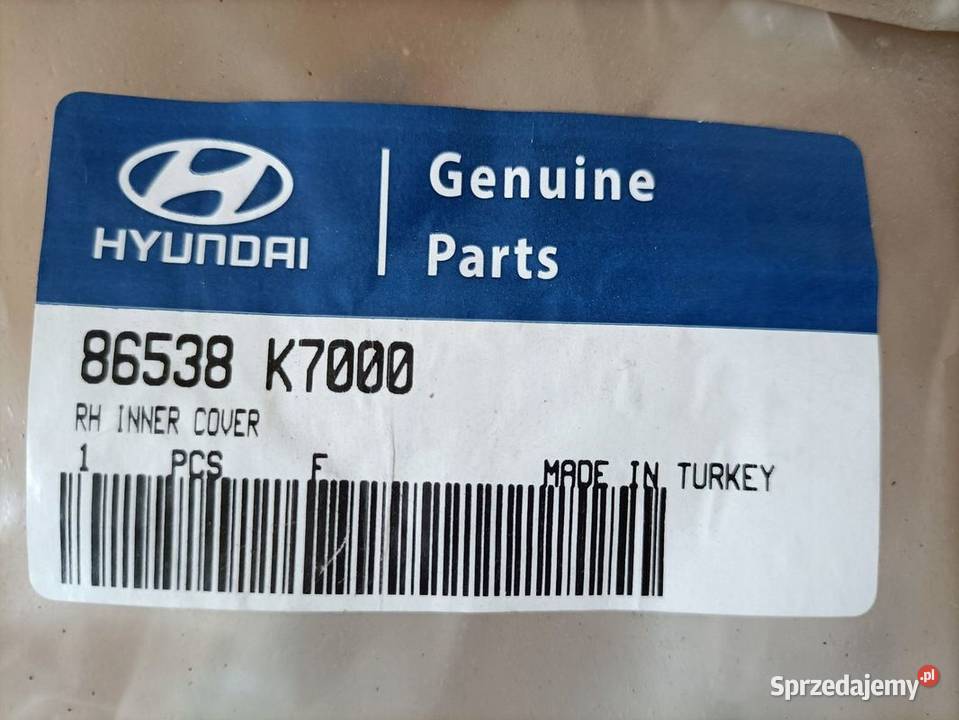 HYUNDAI
Genuine
Parts
86538 K7000
RH INNER COVER
1 PCS F MADE IN TURKEY
Sprzedajemy.pl